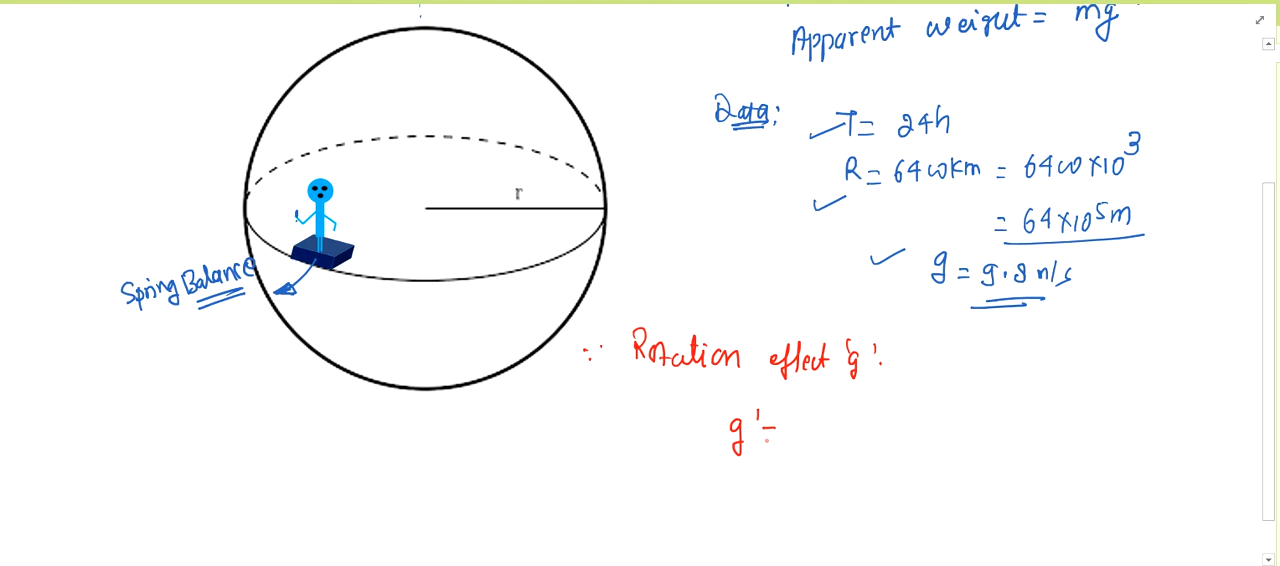 Apparent weight = mg
Data:
T = 24h
R = 6400km = 6400×10³
= 64×10⁵m
g = 9.8 m/s
r
Spring Balance
∵ Rotation effect 'g'.
g' =